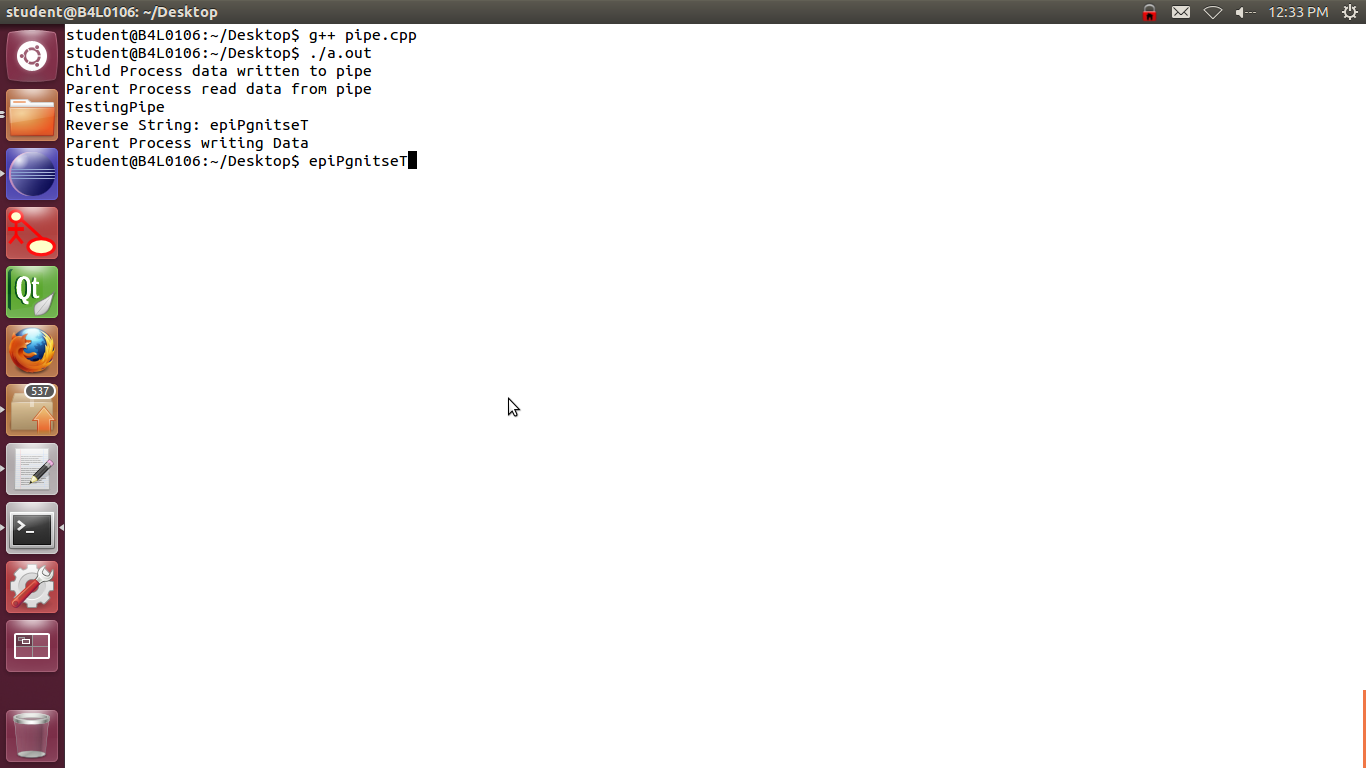 student@B4L0106: ~/Desktop
12:33 PM
student@B4L0106:~/Desktop$ g++ pipe.cpp
student@B4L0106:~/Desktop$ ./a.out
Child Process data written to pipe
Parent Process read data from pipe
TestingPipe
Reverse String: epiPgnitseT
Parent Process writing Data
student@B4L0106:~/Desktop$ epiPgnitseT
Qt
537
>_